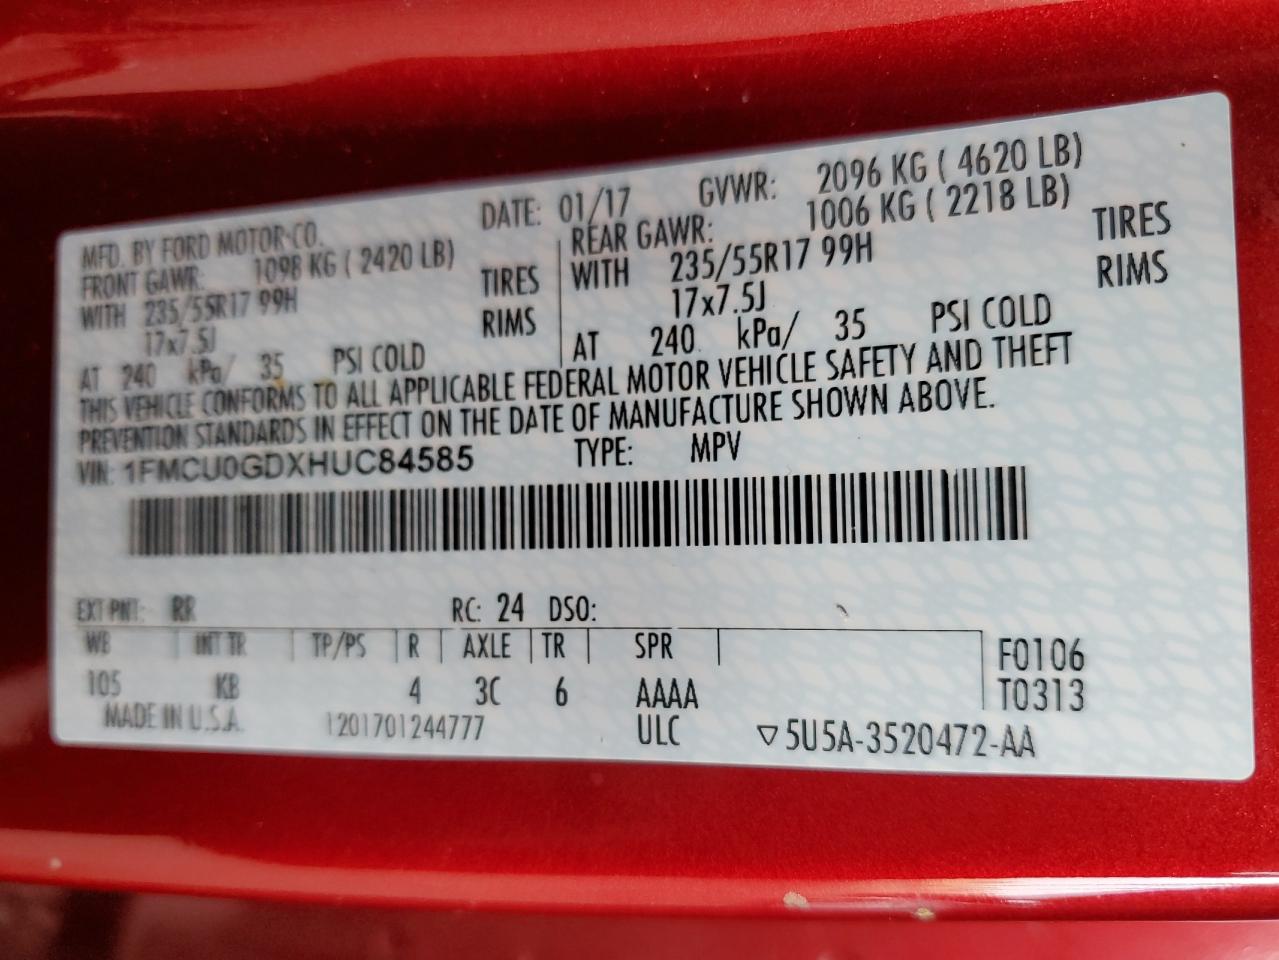 MFD. BY FORD MOTOR CO. DATE: 01/17 GVWR: 2096 KG ( 4620 LB)
FRONT GAWR: 1098 KG ( 2420 LB) REAR GAWR: 1006 KG ( 2218 LB)
WITH 235/55R17 99H TIRES WITH 235/55R17 99H TIRES
17x7.5J RIMS 17x7.5J RIMS
AT 240 kPa/ 35 PSI COLD AT 240 kPa/ 35 PSI COLD
THIS VEHICLE CONFORMS TO ALL APPLICABLE FEDERAL MOTOR VEHICLE SAFETY AND THEFT
PREVENTION STANDARDS IN EFFECT ON THE DATE OF MANUFACTURE SHOWN ABOVE.
VIN: 1FMCU0GDXHUC84585 TYPE: MPV
EXT PNT: RR RC: 24 DSO:
WB INT TR TP/PS R AXLE TR SPR F0106
105 KB 4 3C 6 AAAA T0313
MADE IN U.S.A. 1201701244777 ULC ▽5U5A-3520472-AA